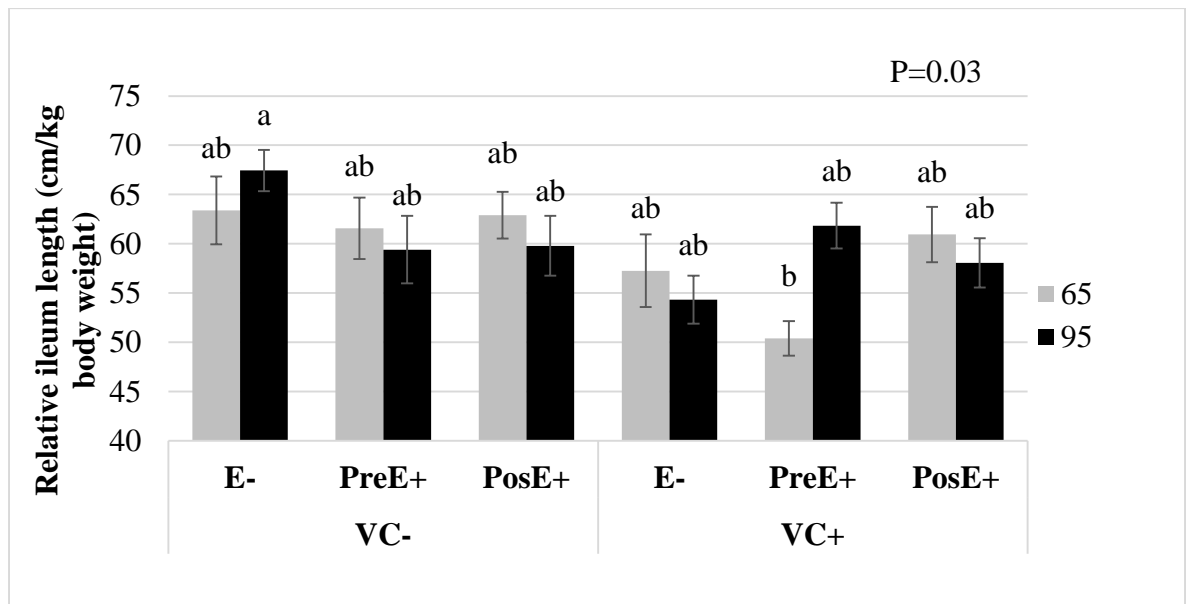 P=0.03
Relative ileum length (cm/kg
body weight)
75
70
65
60
55
50
45
40
ab
a
ab
ab
ab
ab
ab
ab
b
ab
ab
ab
65
95
E-
PreE+
PosE+
E-
PreE+
PosE+
VC-
VC+